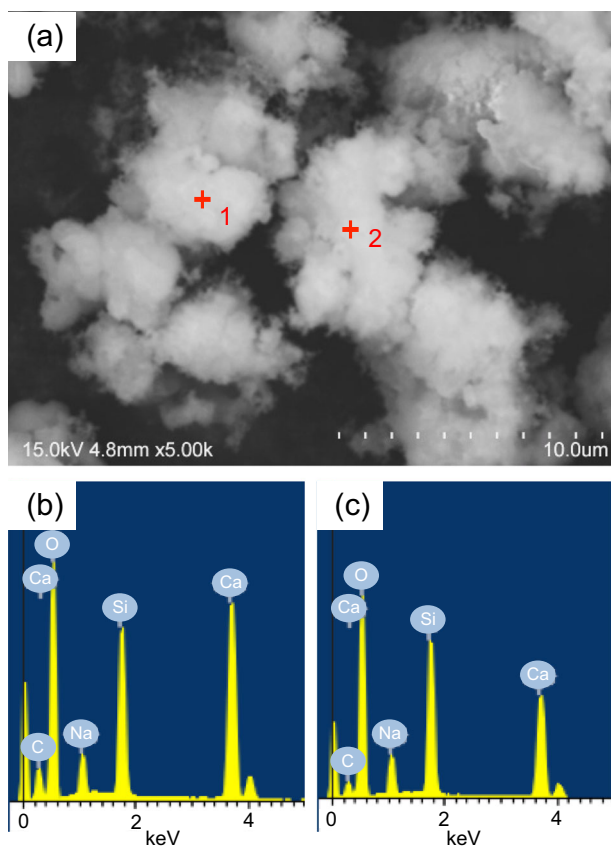 (a)
1
2
15.0kV 4.8mm x5.00k 10.0um
(b)
O
Ca
Si
Ca
C
Na
0 2 4
keV
(c)
O
Ca
Si
Ca
C
Na
0 2 4
keV